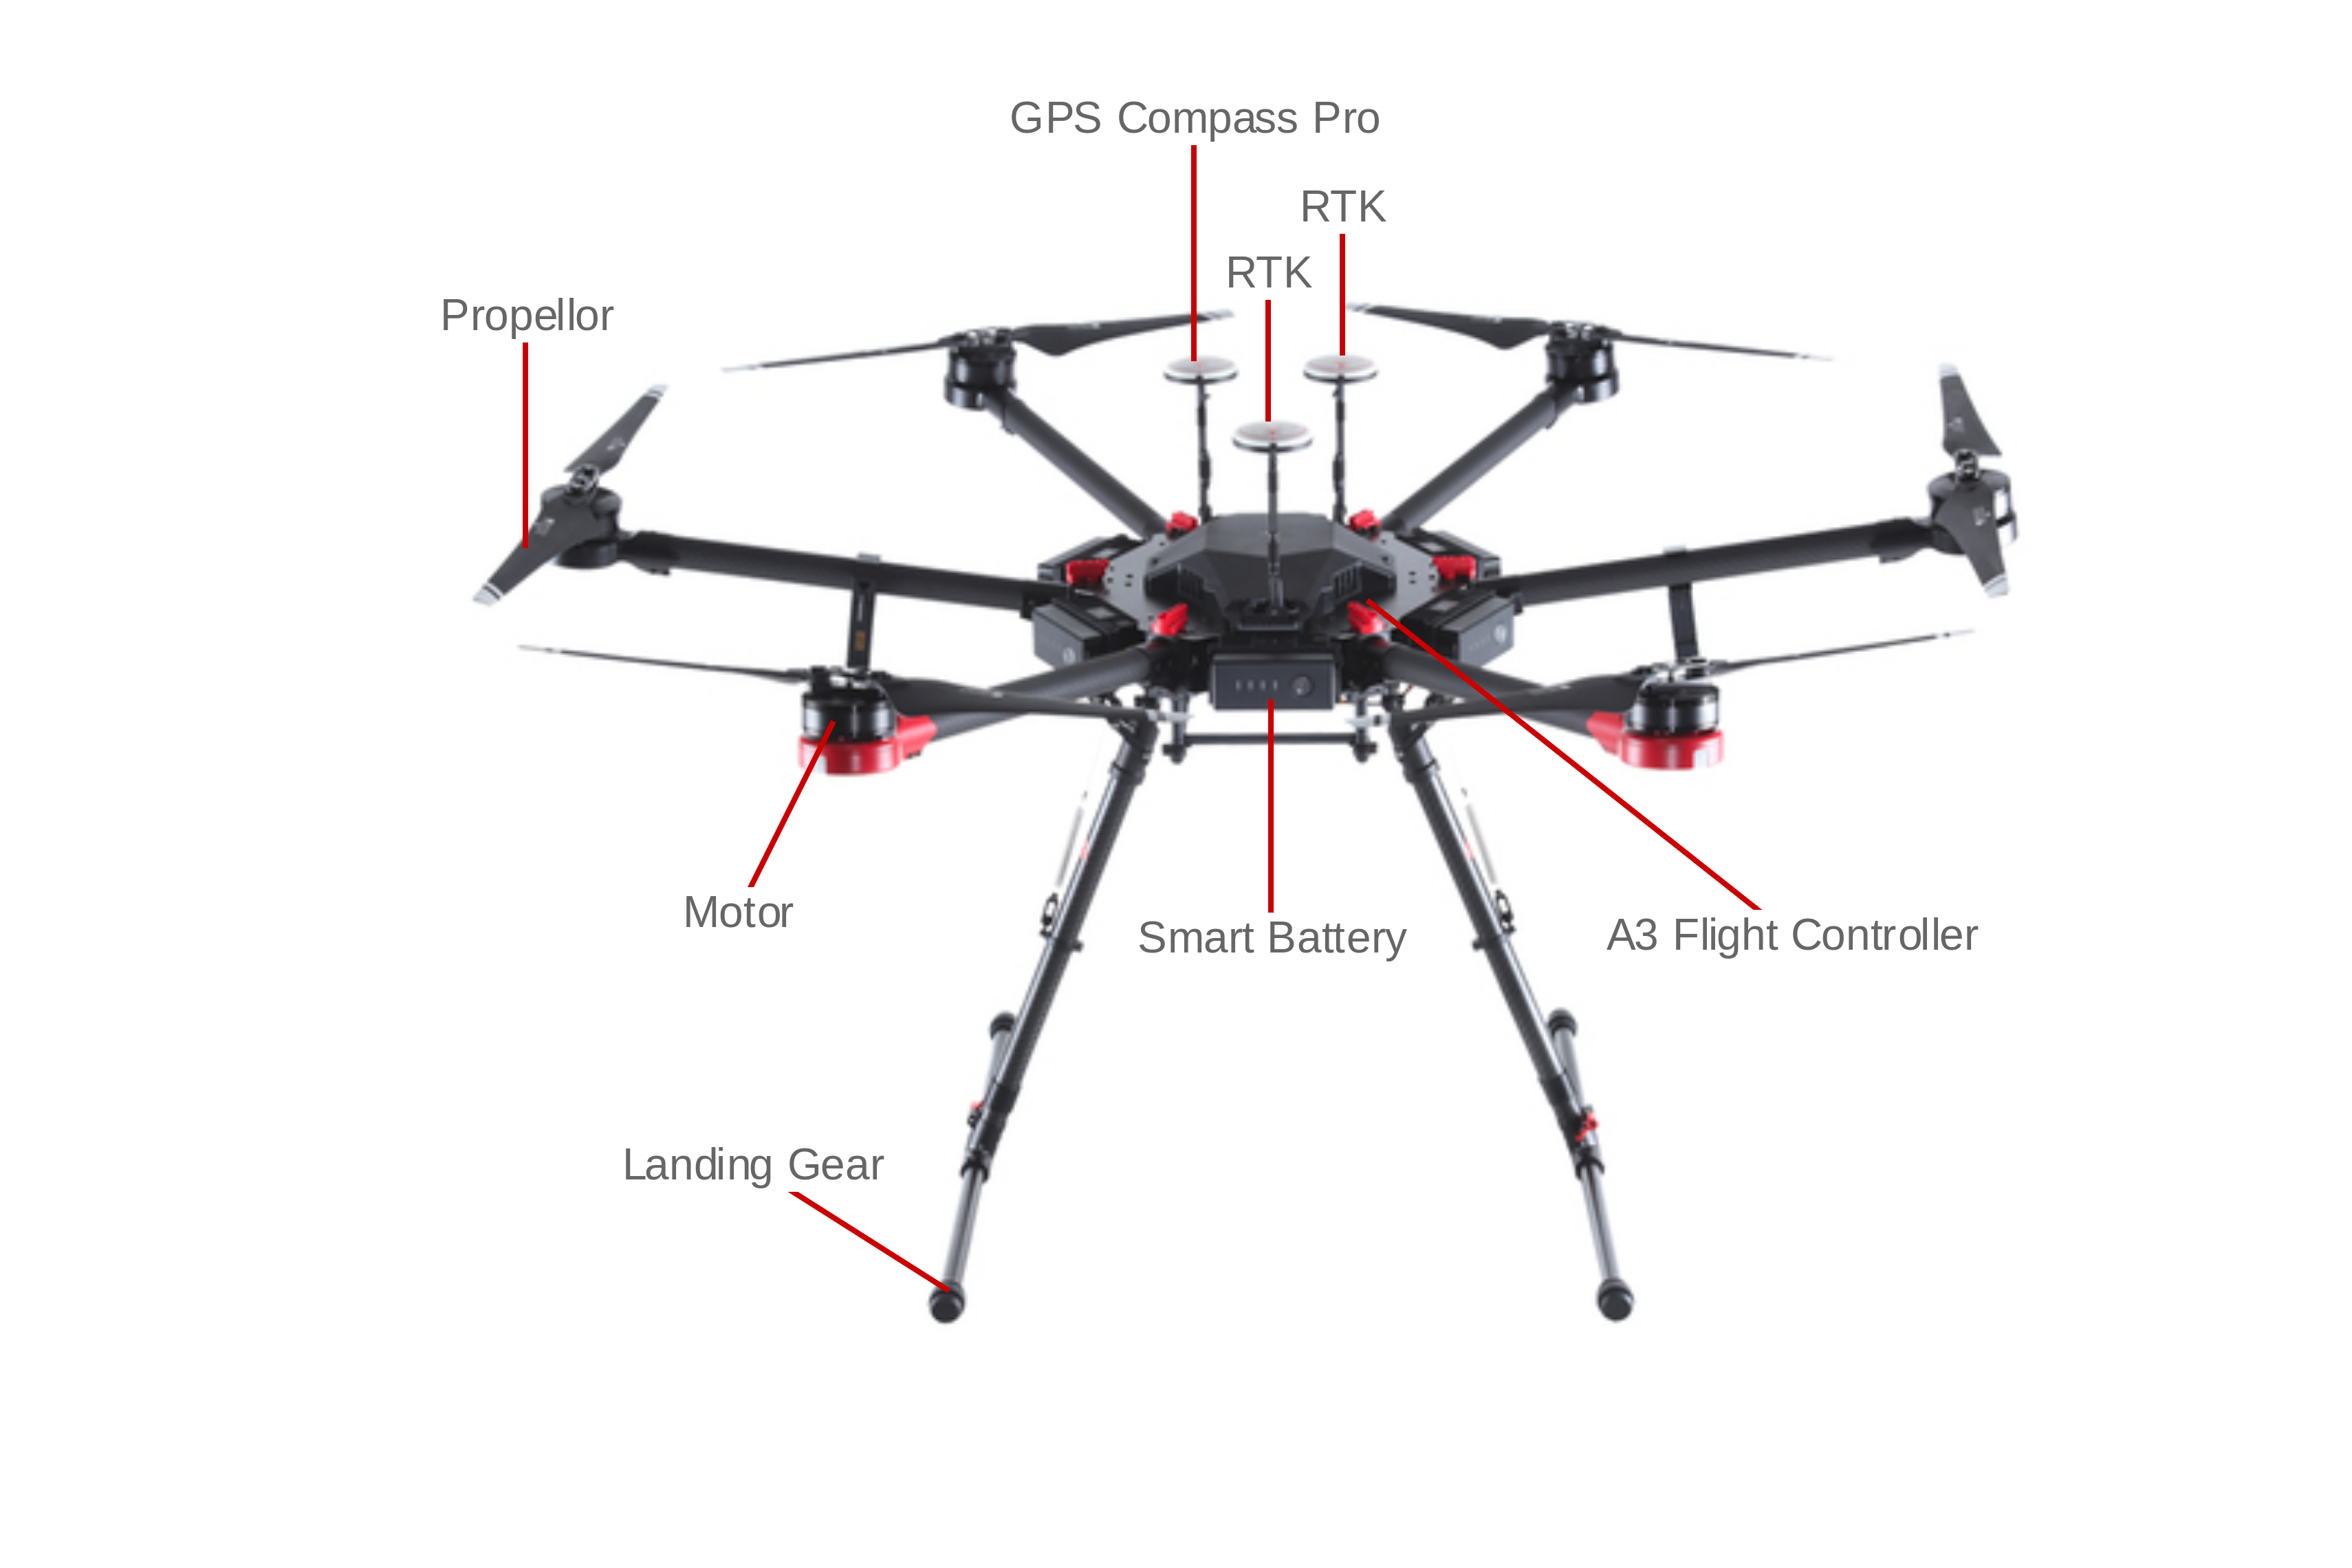 GPS Compass Pro
RTK
RTK
Propellor
Motor
Smart Battery
A3 Flight Controller
Landing Gear